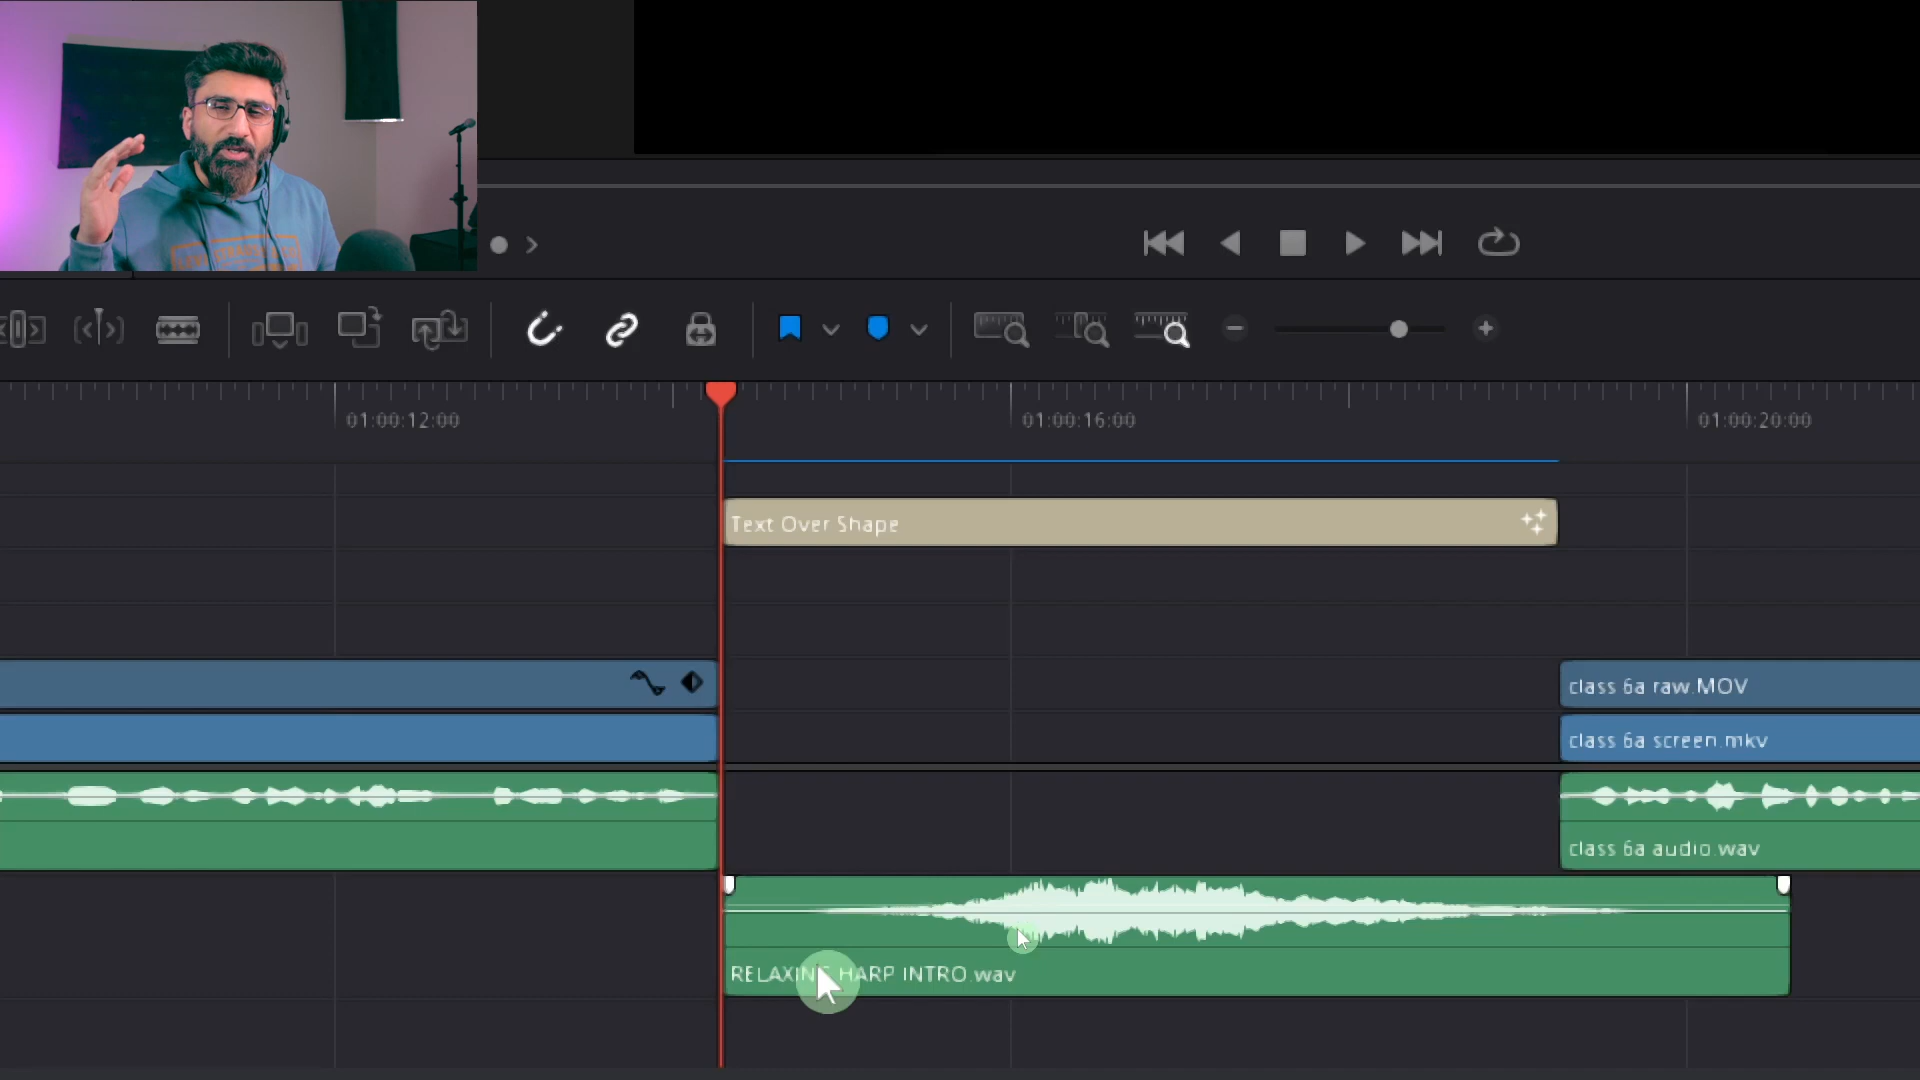 01:00:12:00
01:00:16:00
01:00:20:00
Text Over Shape
class 6a raw.MOV
class 6a screen.mkv
class 6a audio.wav
RELAXING HARP INTRO.wav